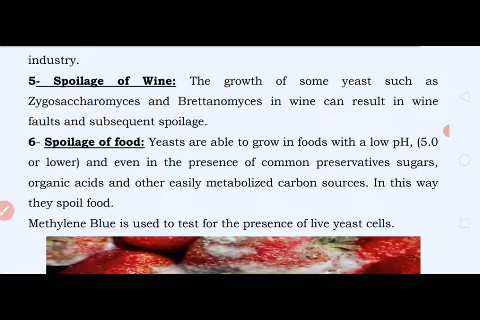 industry.
5- Spoilage of Wine: The growth of some yeast such as
Zygosaccharomyces and Brettanomyces in wine can result in wine
faults and subsequent spoilage.
6- Spoilage of food: Yeasts are able to grow in foods with a low pH, (5.0
or lower) and even in the presence of common preservatives sugars,
organic acids and other easily metabolized carbon sources. In this way
they spoil food.
Methylene Blue is used to test for the presence of live yeast cells.